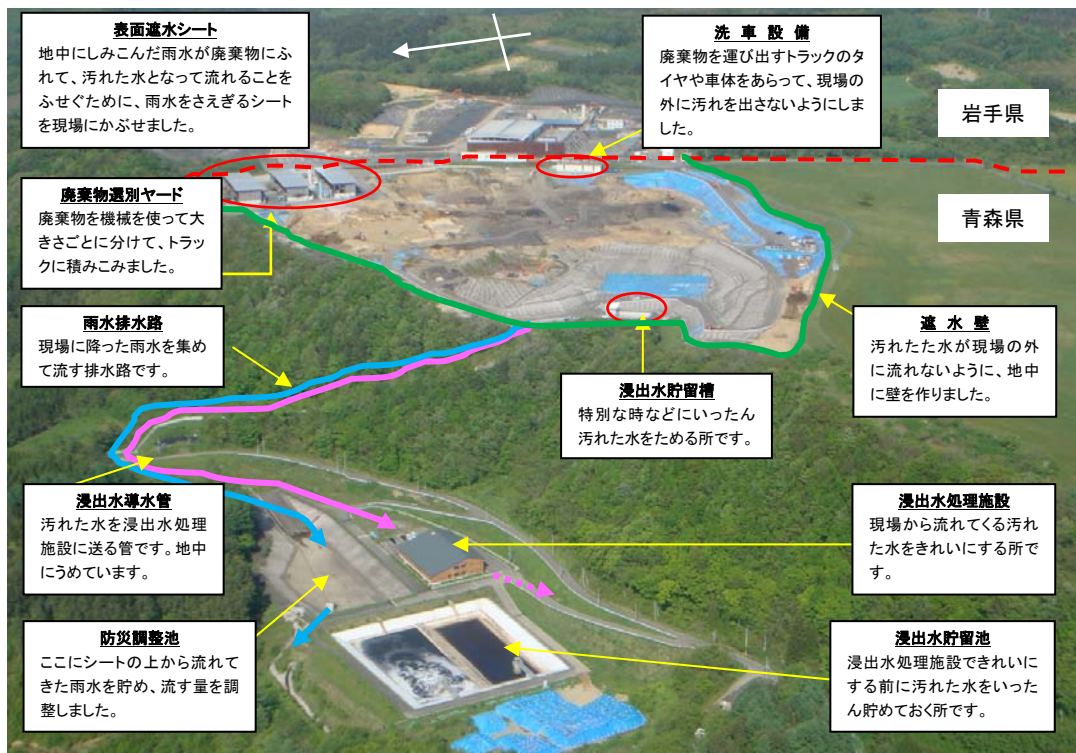 表面遮水シート
地中にしみこんだ雨水が廃棄物にふ
れて、汚れた水となって流れることを
ふせぐために、雨水をさえぎるシート
を現場にかぶせました。
洗車設備
廃棄物を運び出すトラックのタ
イヤや車体をあらって、現場の
外に汚れを出さないようにしま
した。
岩手県
青森県
廃棄物選別ヤード
廃棄物を機械を使って大
きさごとに分けて、トラッ
クに積みこみました。
雨水排水路
現場に降った雨水を集め
て流す排水路です。
浸出水貯留槽
特別な時などにいったん
汚れた水をためる所です。
遮水壁
汚れたた水が現場の外
に流れないように、地中
に壁を作りました。
浸出水導水管
汚れた水を浸出水処理
施設に送る管です。地中
にうめています。
浸出水処理施設
現場から流れてくる汚れ
た水をきれいにする所で
す。
防災調整池
ここにシートの上から流れて
きた雨水を貯め、流す量を調
整しました。
浸出水貯留池
浸出水処理施設できれいに
する前に汚れた水をいった
ん貯めておく所です。